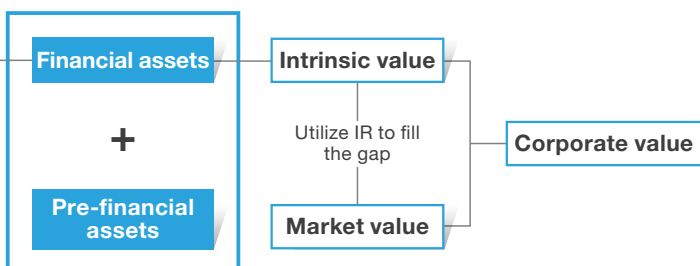 Financial assets
+
Pre-financial
assets
Intrinsic value
Utilize IR to fill
the gap
Market value
Corporate value